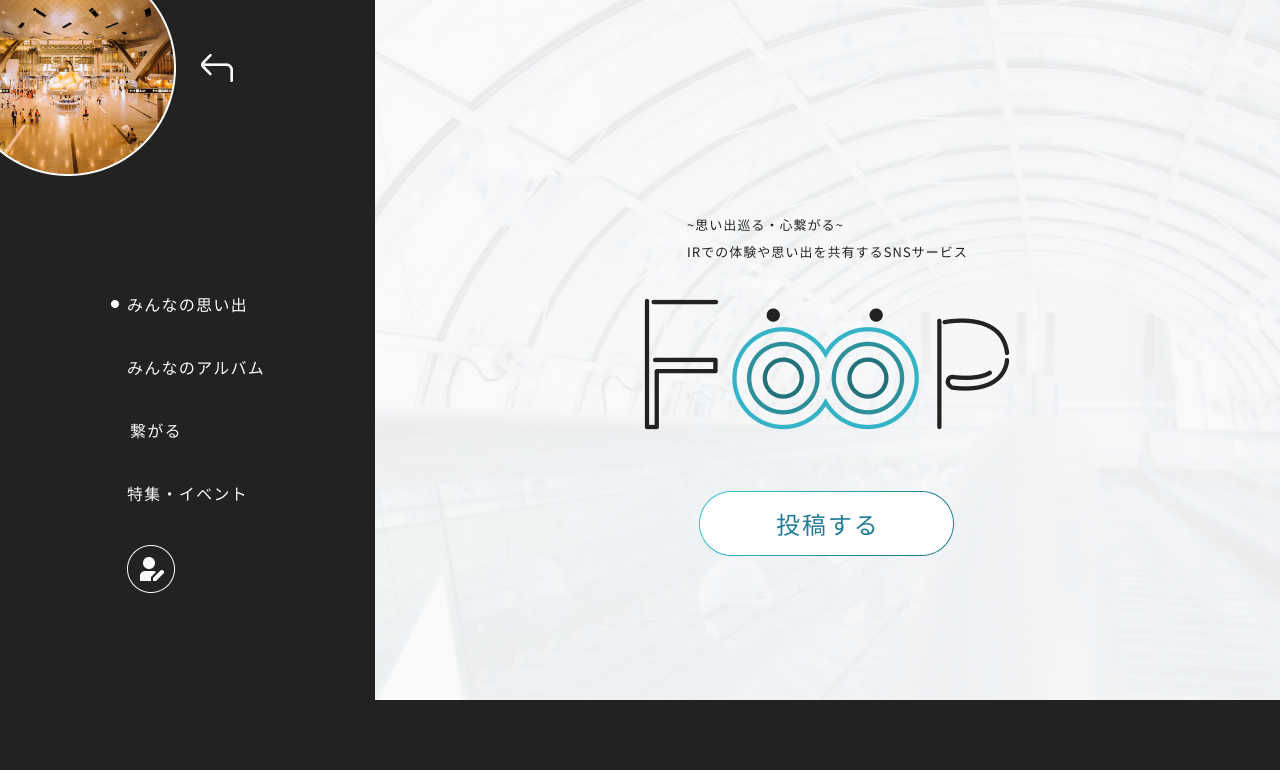 みんなの思い出
みんなのアルバム
繋がる
特集・イベント
~思い出巡る・心繋がる~
IRでの体験や思い出を共有するSNSサービス
FööP
投稿する